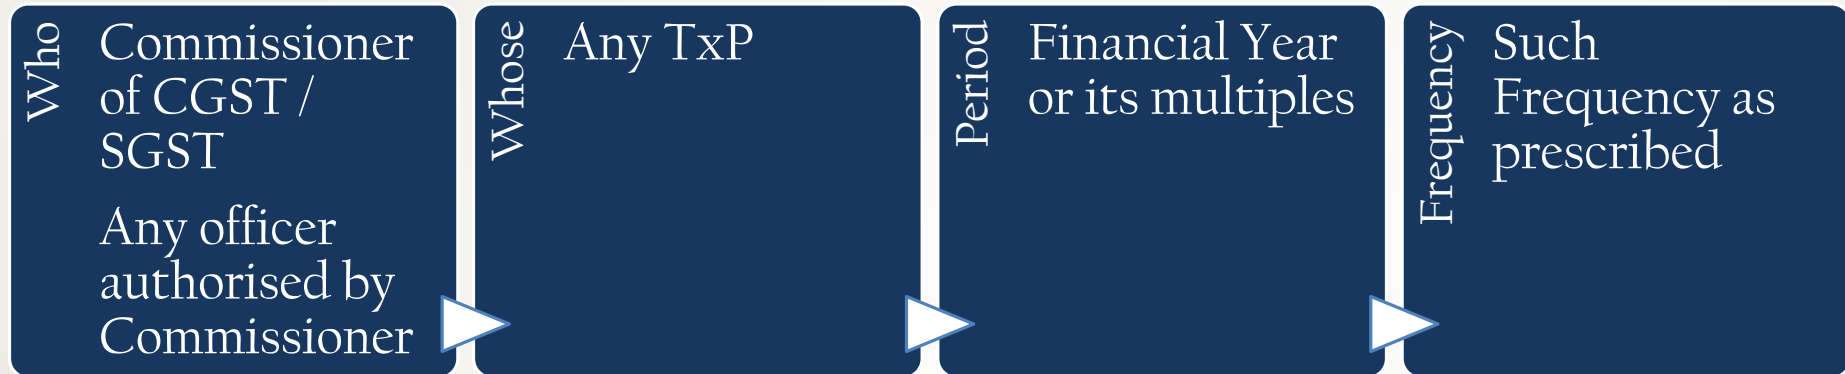 Who
Commissioner
of CGST /
SGST
Any officer
authorised by
Commissioner
Whose
Any TxP
Period
Financial Year
or its multiples
Frequency
Such
Frequency as
prescribed